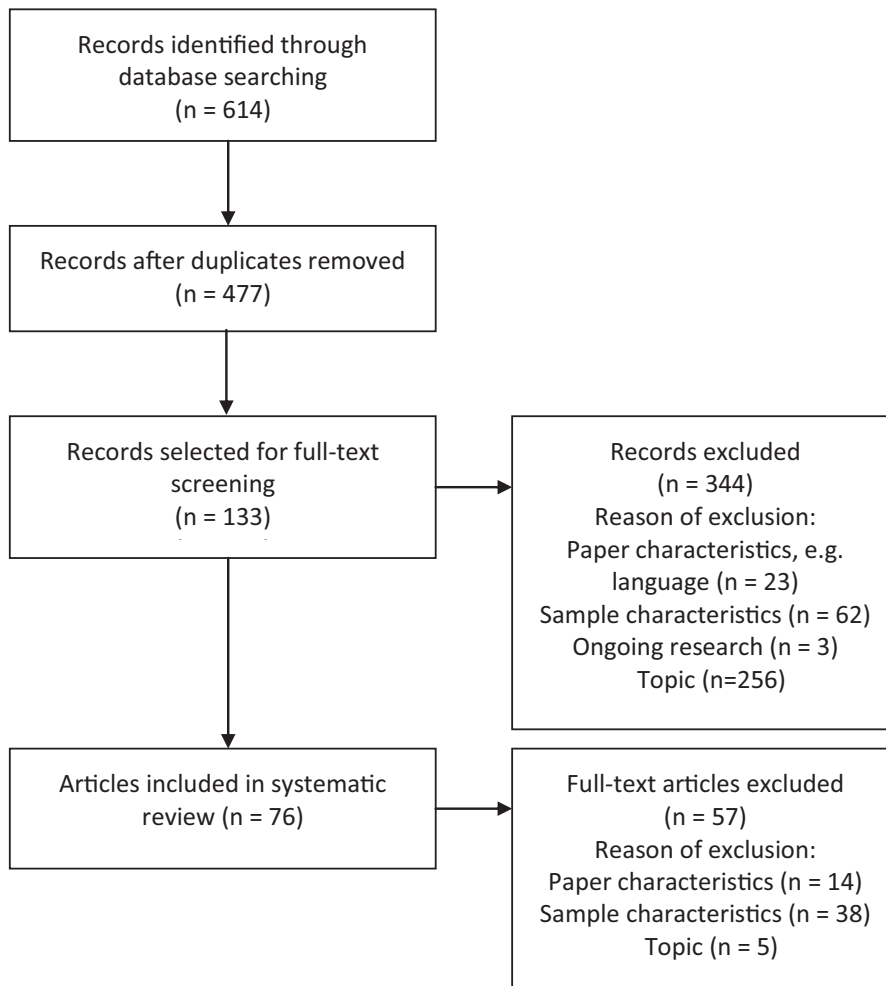 Records identified through
database searching
(n = 614)
Records after duplicates removed
(n = 477)
Records selected for full-text
screening
(n = 133)
Records excluded
(n = 344)
Reason of exclusion:
Paper characteristics, e.g.
language (n = 23)
Sample characteristics (n = 62)
Ongoing research (n = 3)
Topic (n=256)
Articles included in systematic
review (n = 76)
Full-text articles excluded
(n = 57)
Reason of exclusion:
Paper characteristics (n = 14)
Sample characteristics (n = 38)
Topic (n = 5)